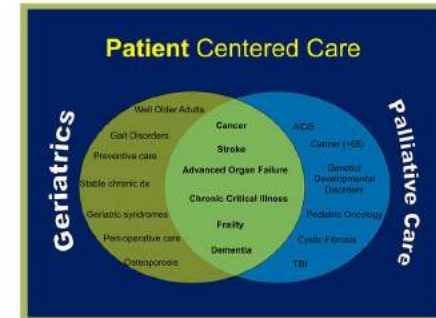 Patient Centered Care
Geriatrics
Well Older Adults
Gait Disorders
Preventive care
Stable chronic dx
Geriatric syndromes
Peri-operative care
Osteoporosis
Cancer
Stroke
Advanced Organ Failure
Chronic Critical Illness
Frailty
Dementia
AIDS
Cancer (<65)
Genetic/
Developmental
Disorders
Pediatric Oncology
Cystic Fibrosis
TBI
Palliative Care